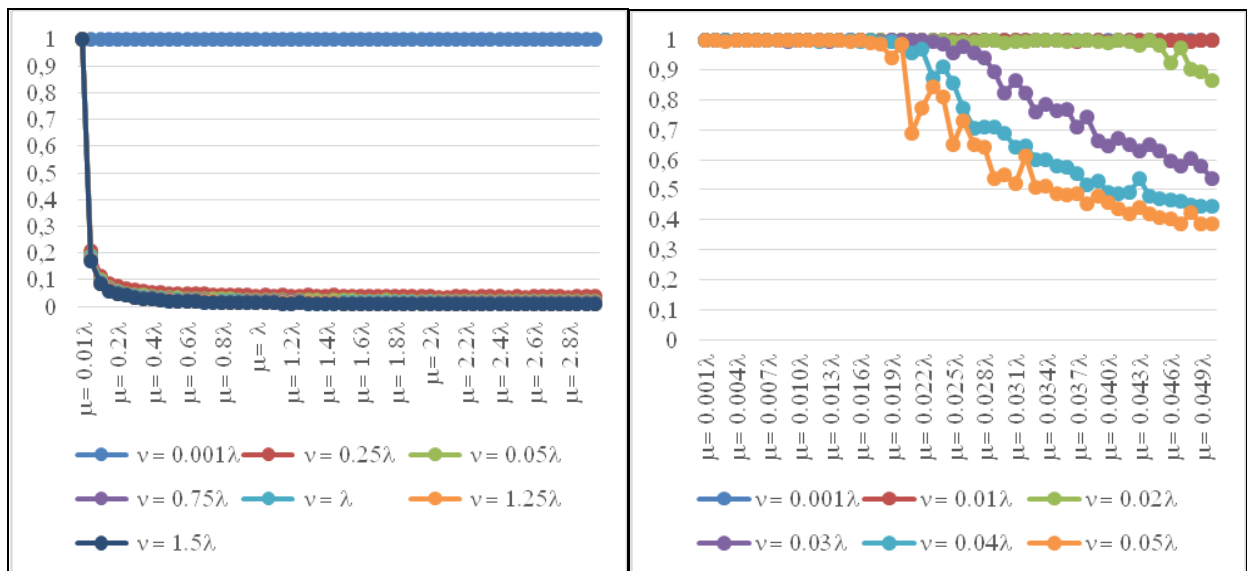 1
0,9
0,8
0,7
0,6
0,5
0,4
0,3
0,2
0,1
0
μ= 0.01λ
μ= 0.2λ
μ= 0.4λ
μ= 0.6λ
μ= 0.8λ
μ= λ
μ= 1.2λ
μ= 1.4λ
μ= 1.6λ
μ= 1.8λ
μ= 2λ
μ= 2.2λ
μ= 2.4λ
μ= 2.6λ
μ= 2.8λ
ν = 0.001λ ν = 0.25λ ν = 0.05λ
ν = 0.75λ ν = λ ν = 1.25λ
ν = 1.5λ
1
0,9
0,8
0,7
0,6
0,5
0,4
0,3
0,2
0,1
0
μ= 0.001λ
μ= 0.004λ
μ= 0.007λ
μ= 0.010λ
μ= 0.013λ
μ= 0.016λ
μ= 0.019λ
μ= 0.022λ
μ= 0.025λ
μ= 0.028λ
μ= 0.031λ
μ= 0.034λ
μ= 0.037λ
μ= 0.040λ
μ= 0.043λ
μ= 0.046λ
μ= 0.049λ
ν = 0.001λ ν = 0.01λ ν = 0.02λ
ν = 0.03λ ν = 0.04λ ν = 0.05λ